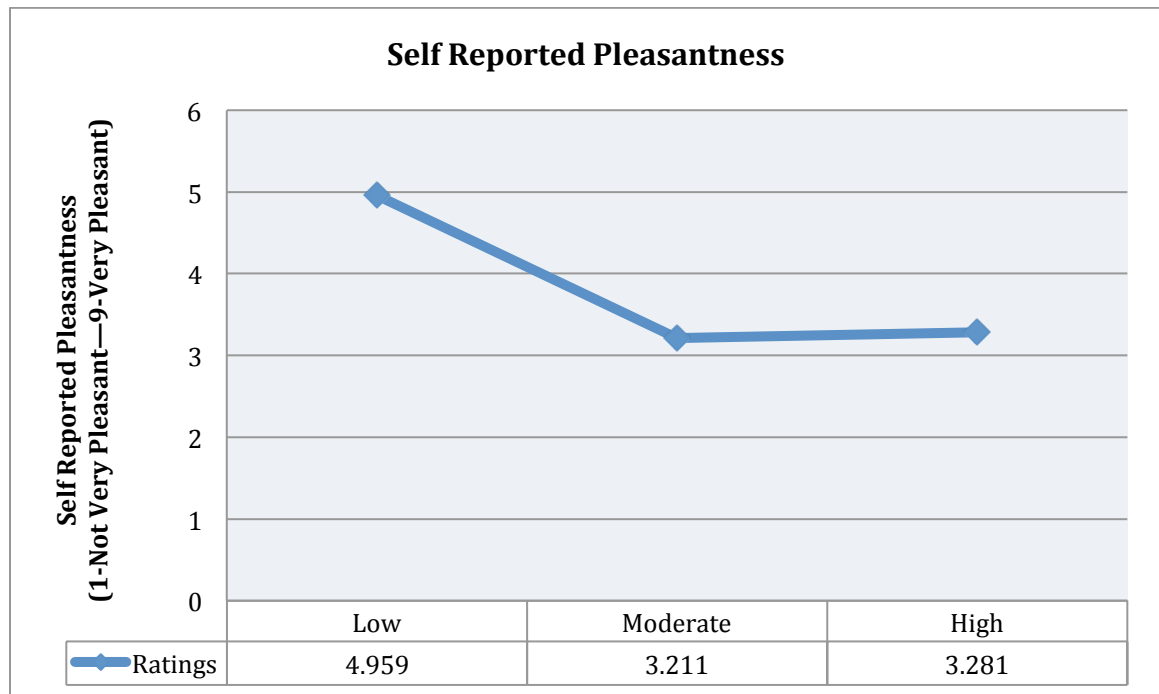 Self Reported Pleasantness
Self Reported Pleasantness
(1-Not Very Pleasant—9-Very Pleasant)
6
5
4
3
2
1
0
Low Moderate High
Ratings 4.959 3.211 3.281